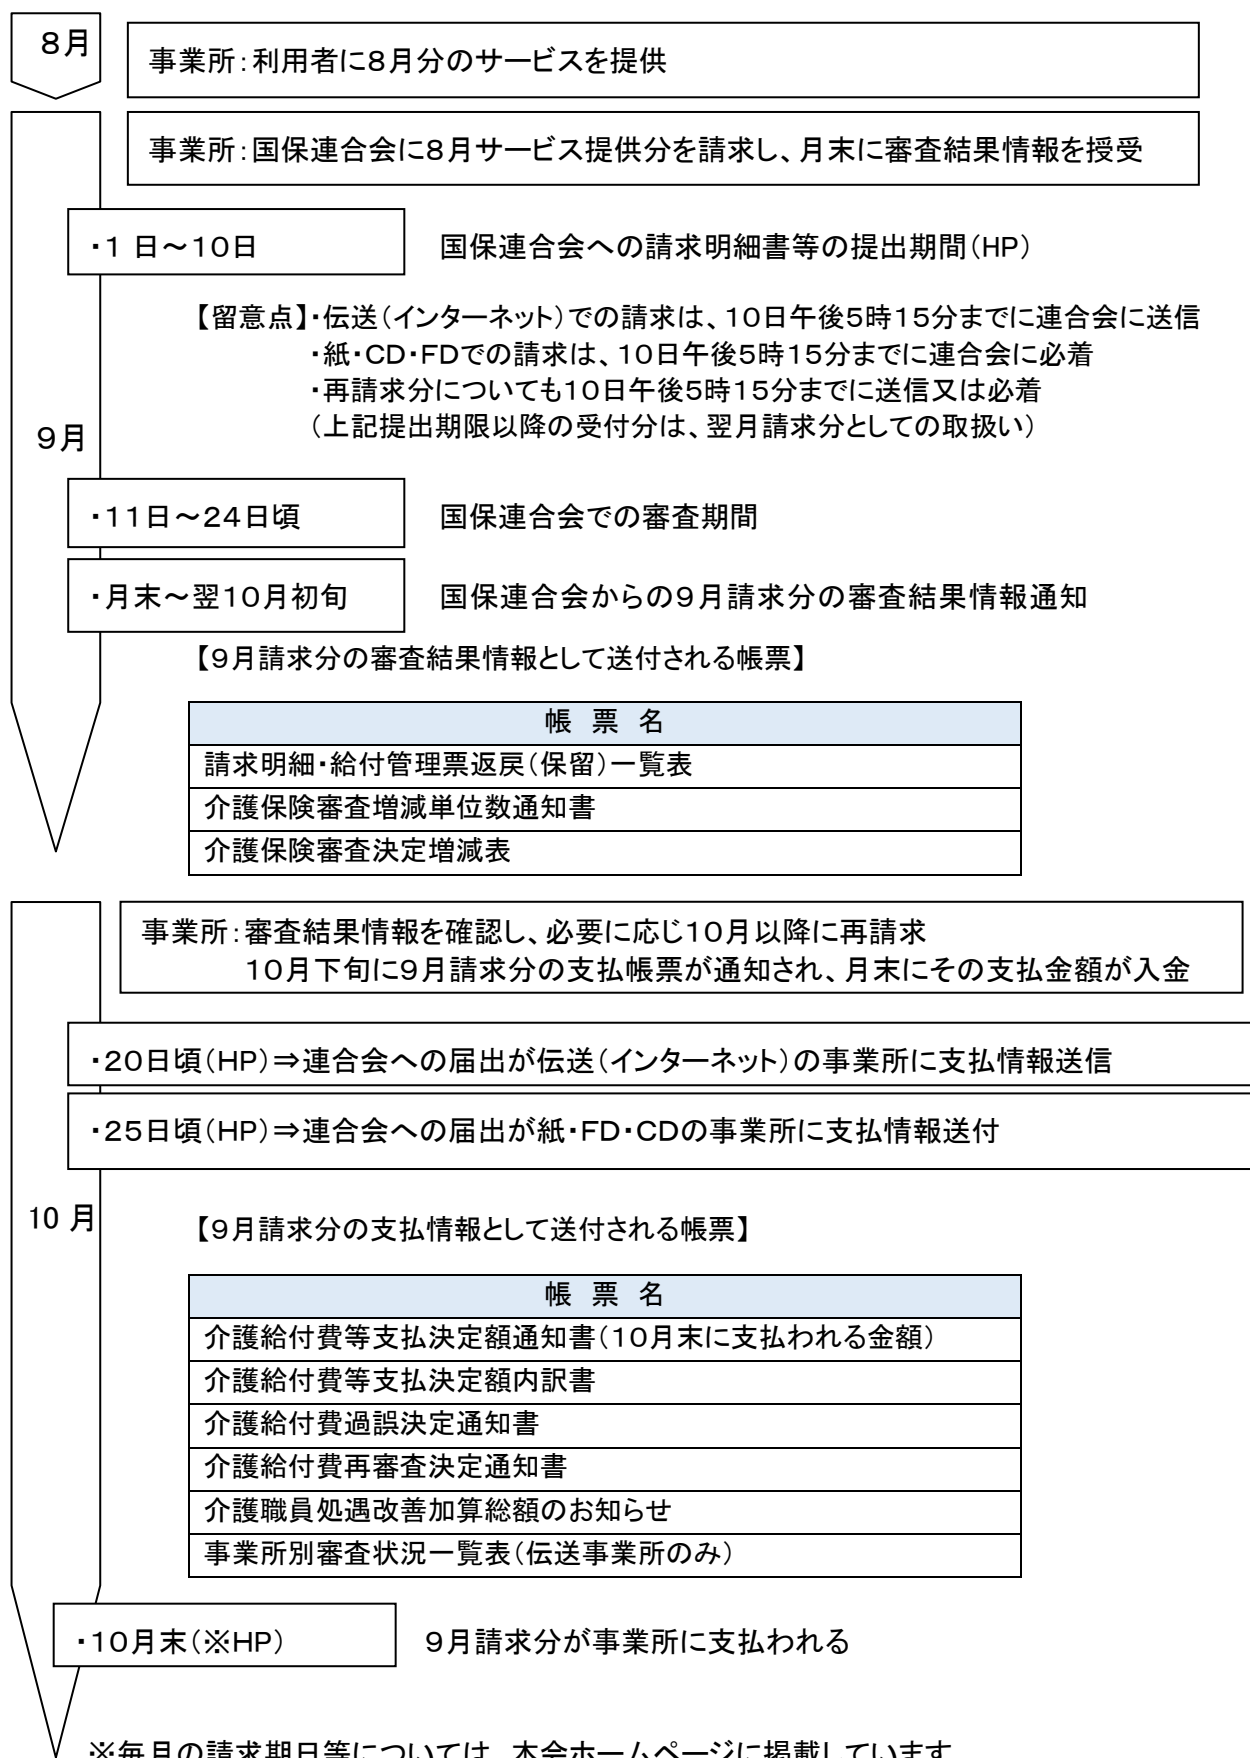 8月
事業所：利用者に8月分のサービスを提供
事業所：国保連合会に8月サービス提供分を請求し、月末に審査結果情報を授受
・1 日～10日
国保連合会への請求明細書等の提出期間（HP）
【留意点】・伝送（インターネット）での請求は、10日午後5時15分までに連合会に送信
・紙・CD・FDでの請求は、10日午後5時15分までに連合会に必着
・再請求分についても10日午後5時15分までに送信又は必着
（上記提出期限以降の受付分は、翌月請求分としての取扱い）
9月
・11日～24日頃
国保連合会での審査期間
・月末～翌10月初旬
国保連合会からの9月請求分の審査結果情報通知
【9月請求分の審査結果情報として送付される帳票】
帳 票 名
請求明細・給付管理票返戻（保留）一覧表
介護保険審査増減単位数通知書
介護保険審査決定増減表
事業所：審査結果情報を確認し、必要に応じ10月以降に再請求
10月下旬に9月請求分の支払帳票が通知され、月末にその支払金額が入金
・20日頃（HP）⇒連合会への届出が伝送（インターネット）の事業所に支払情報送信
・25日頃（HP）⇒連合会への届出が紙・FD・CDの事業所に支払情報送付
10 月
【9月請求分の支払情報として送付される帳票】
帳 票 名
介護給付費等支払決定額通知書（10月末に支払われる金額）
介護給付費等支払決定額内訳書
介護給付費過誤決定通知書
介護給付費再審査決定通知書
介護職員処遇改善加算総額のお知らせ
事業所別審査状況一覧表（伝送事業所のみ）
・10月末（※HP）
9月請求分が事業所に支払われる
※毎月の請求期日等については、本会ホームページに掲載しています